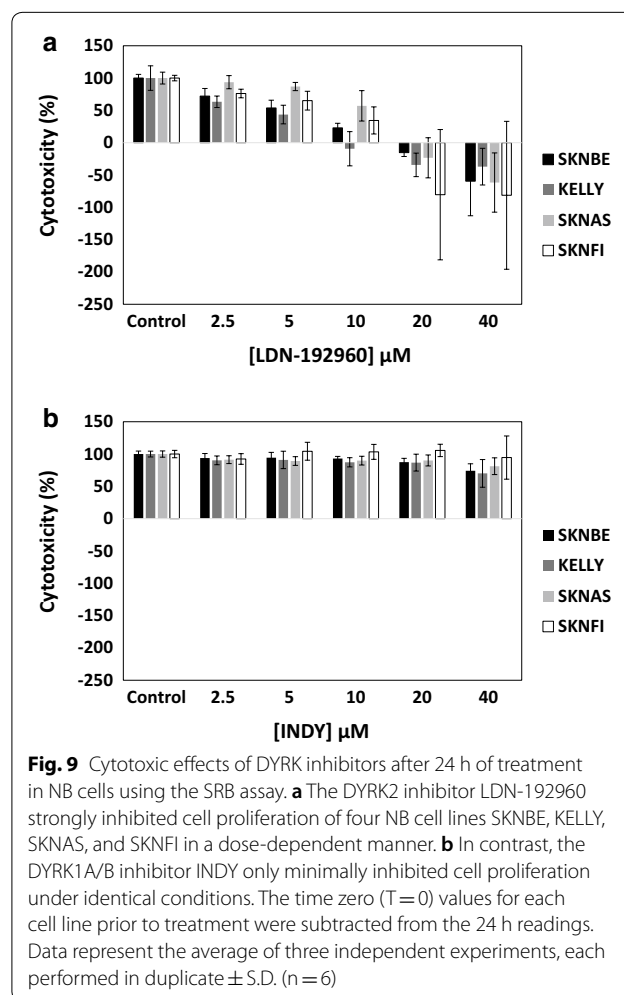 a
150
100
50
0
-50
-100
-150
-200
-250
Cytotoxicity (%)
Control 2.5 5 10 20 40
[LDN-192960] µM
SKNBE
KELLY
SKNAS
SKNFI
b
150
100
50
0
-50
-100
-150
-200
-250
Cytotoxicity (%)
Control 2.5 5 10 20 40
[INDY] µM
SKNBE
KELLY
SKNAS
SKNFI
Fig. 9 Cytotoxic effects of DYRK inhibitors after 24 h of treatment
in NB cells using the SRB assay. a The DYRK2 inhibitor LDN-192960
strongly inhibited cell proliferation of four NB cell lines SKNBE, KELLY,
SKNAS, and SKNFI in a dose-dependent manner. b In contrast, the
DYRK1A/B inhibitor INDY only minimally inhibited cell proliferation
under identical conditions. The time zero (T = 0) values for each
cell line prior to treatment were subtracted from the 24 h readings.
Data represent the average of three independent experiments, each
performed in duplicate ± S.D. (n = 6)